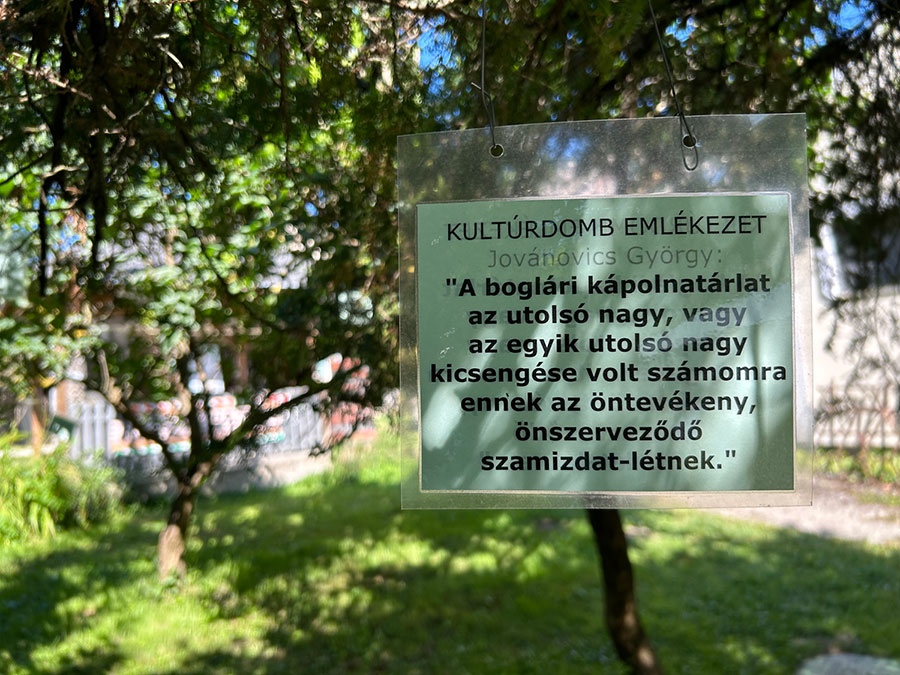 KULTÚRDOMB EMLÉKEZET
Jovánovics György:
"A boglári kápolnatárlat
az utolsó nagy, vagy
az egyik utolsó nagy
kicsengése volt számomra
ennek az öntevékeny,
önszerveződő
szamizdat-létnek."